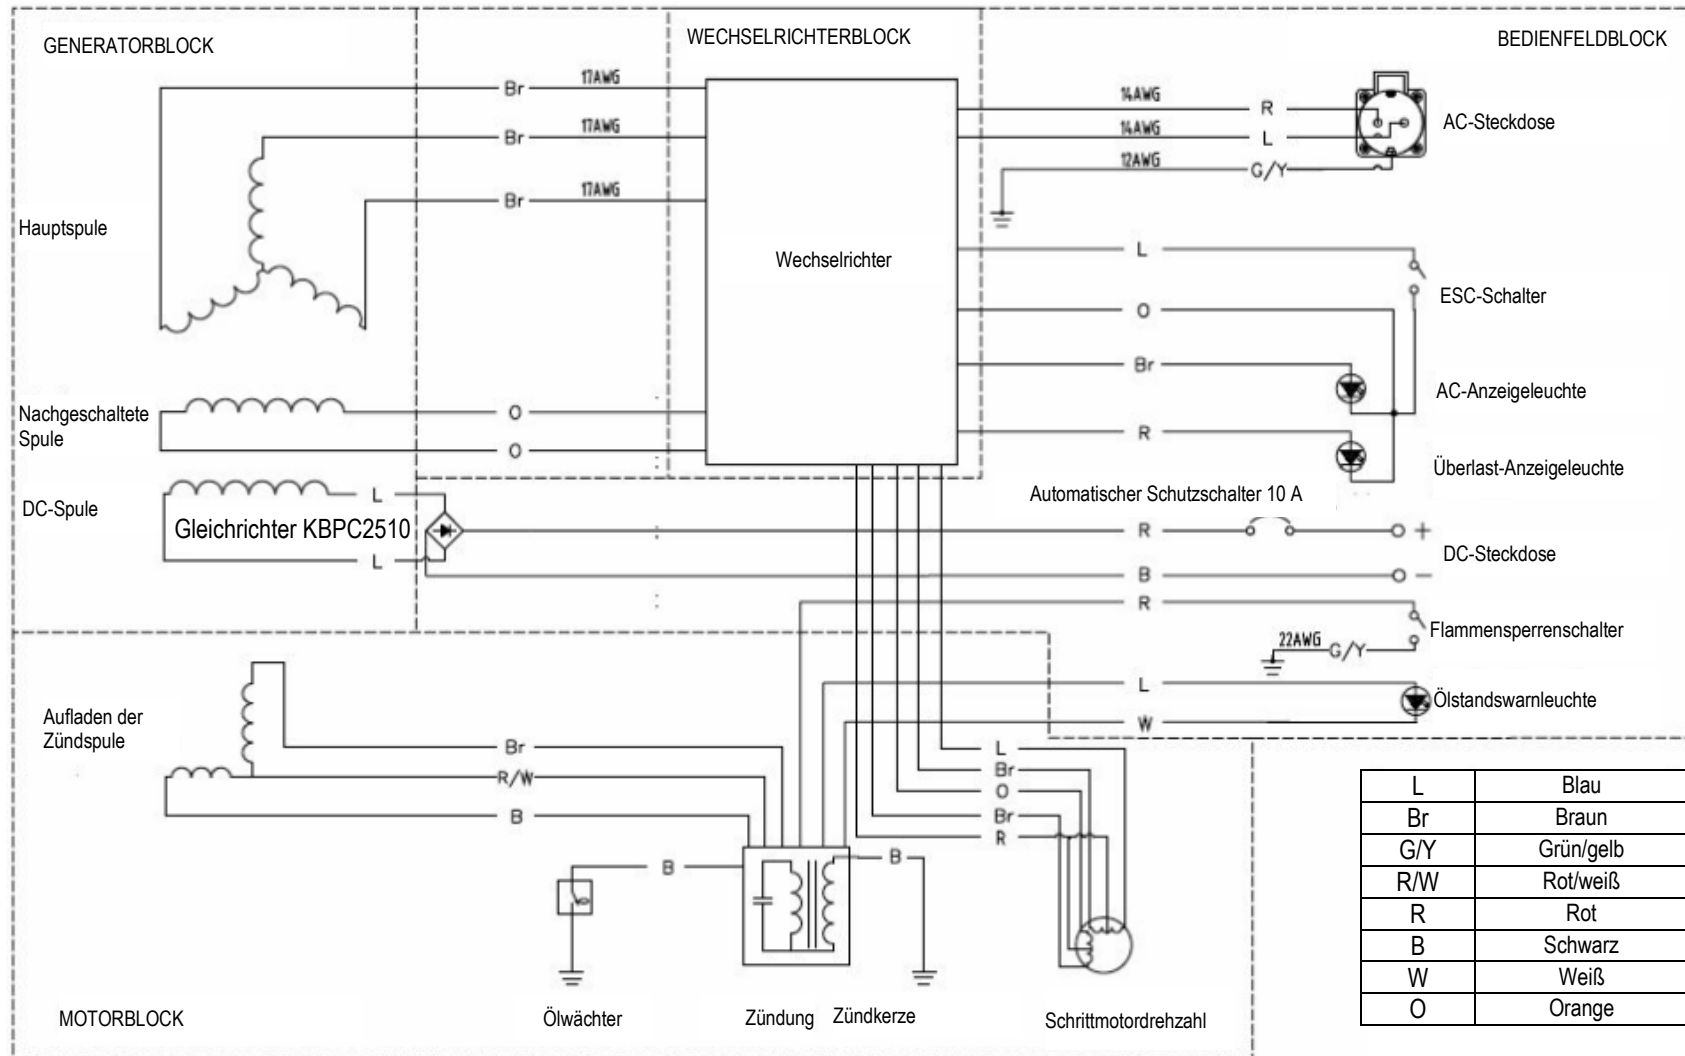 GENERATORBLOCK
WECHSELRICHTERBLOCK
BEDIENFELDBLOCK
Br 17AWG
Br 17AWG
Br 17AWG
Hauptspule
Wechselrichter
14AWG R
14AWG L
12AWG G/Y
AC-Steckdose
L
ESC-Schalter
O
Br
AC-Anzeigeleuchte
R
Überlast-Anzeigeleuchte
Nachgeschaltete
Spule
O
O
DC-Spule
L
Gleichrichter KBPC2510
L
Automatischer Schutzschalter 10 A
R +
B −
DC-Steckdose
R
Flammensperrenschalter
22AWG G/Y
L
Ölstandswarnleuchte
W
Aufladen der
Zündspule
Br
R/W
B
L
Br
O
Br
R
B
B
MOTORBLOCK
Ölwächter
Zündung
Zündkerze
Schrittmotordrehzahl
L Blau
Br Braun
G/Y Grün/gelb
R/W Rot/weiß
R Rot
B Schwarz
W Weiß
O Orange